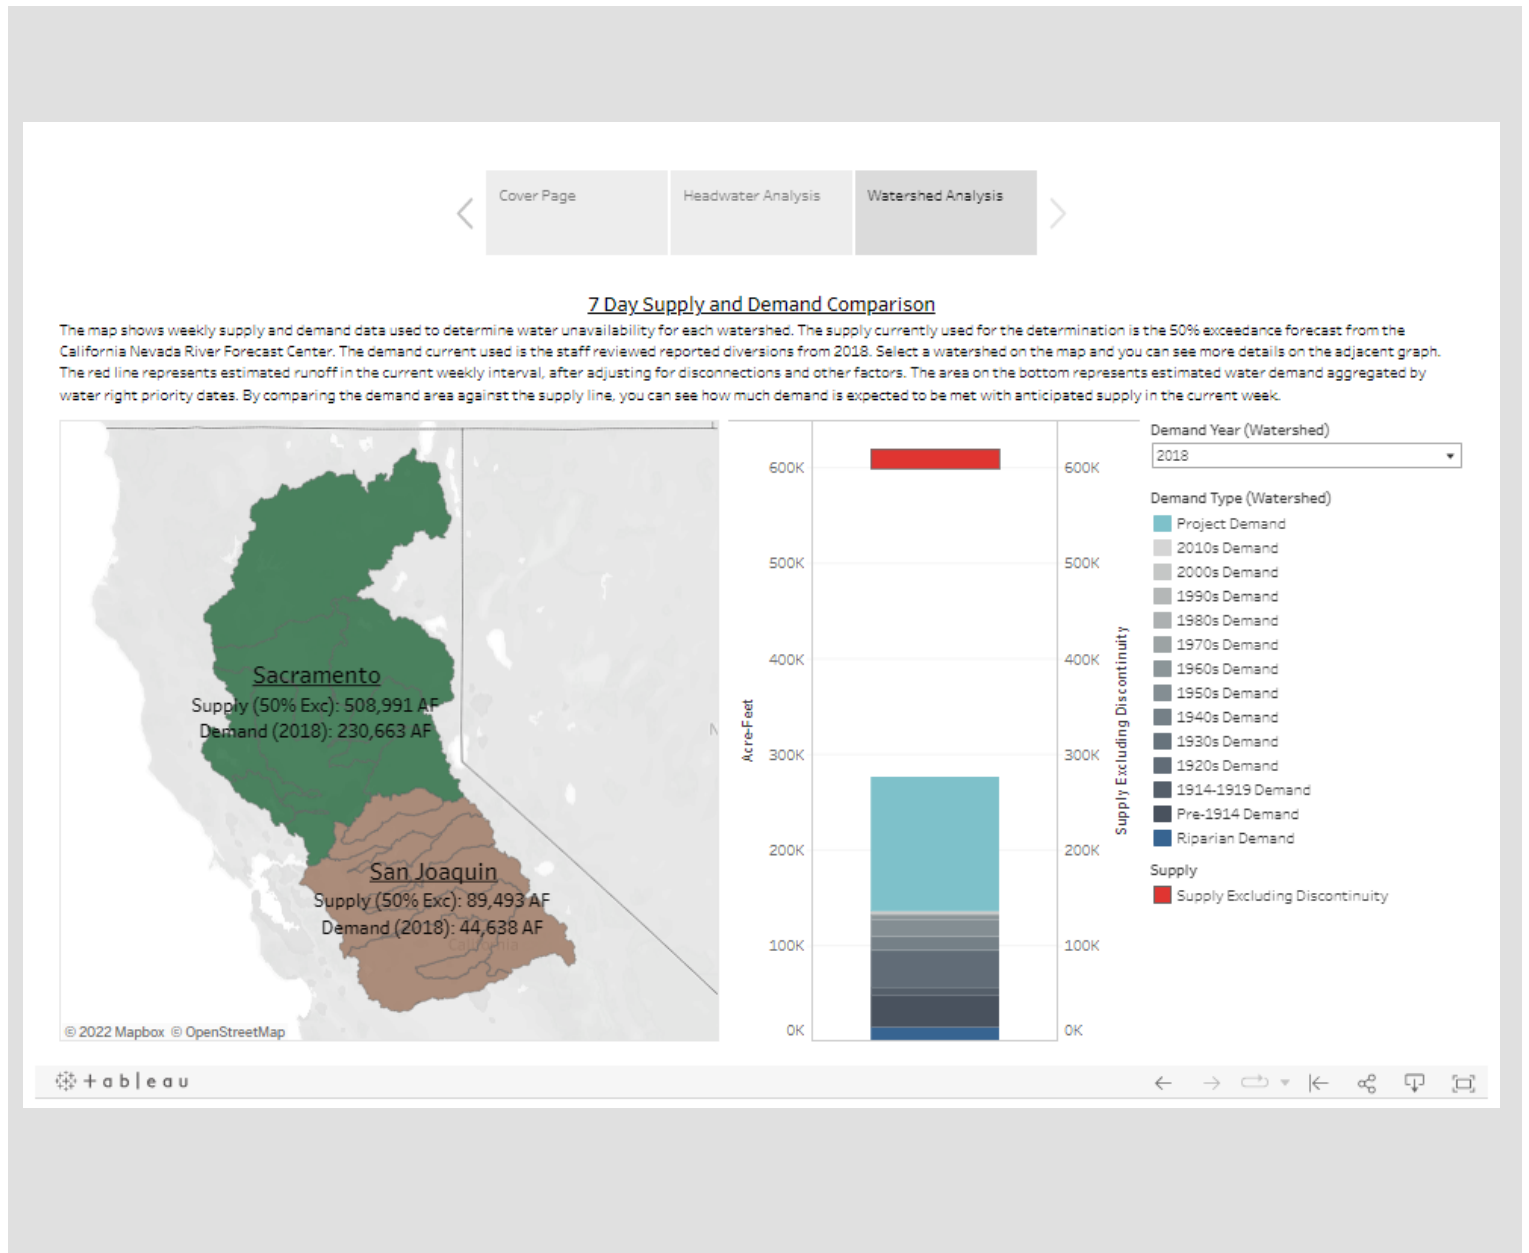 Cover Page
Headwater Analysis
Watershed Analysis
7 Day Supply and Demand Comparison
The map shows weekly supply and demand data used to determine water unavailability for each watershed. The supply currently used for the determination is the 50% exceedance forecast from the
California Nevada River Forecast Center. The demand current used is the staff reviewed reported diversions from 2018. Select a watershed on the map and you can see more details on the adjacent graph.
The red line represents estimated runoff in the current weekly interval, after adjusting for disconnections and other factors. The area on the bottom represents estimated water demand aggregated by
water right priority dates. By comparing the demand area against the supply line, you can see how much demand is expected to be met with anticipated supply in the current week.
Sacramento
Supply (50% Exc): 508,991 AF
Demand (2018): 230,663 AF
N
San Joaquin
Supply (50% Exc): 89,493 AF
Demand (2018): 44,638 AF
California
© 2022 Mapbox © OpenStreetMap
Acre-Feet
600K
500K
400K
300K
200K
100K
0K
600K
500K
400K
300K
200K
100K
0K
Supply Excluding Discontinuity
Demand Year (Watershed)
2018
Demand Type (Watershed)
Project Demand
2010s Demand
2000s Demand
1990s Demand
1980s Demand
1970s Demand
1960s Demand
1950s Demand
1940s Demand
1930s Demand
1920s Demand
1914-1919 Demand
Pre-1914 Demand
Riparian Demand
Supply
Supply Excluding Discontinuity
+ableau